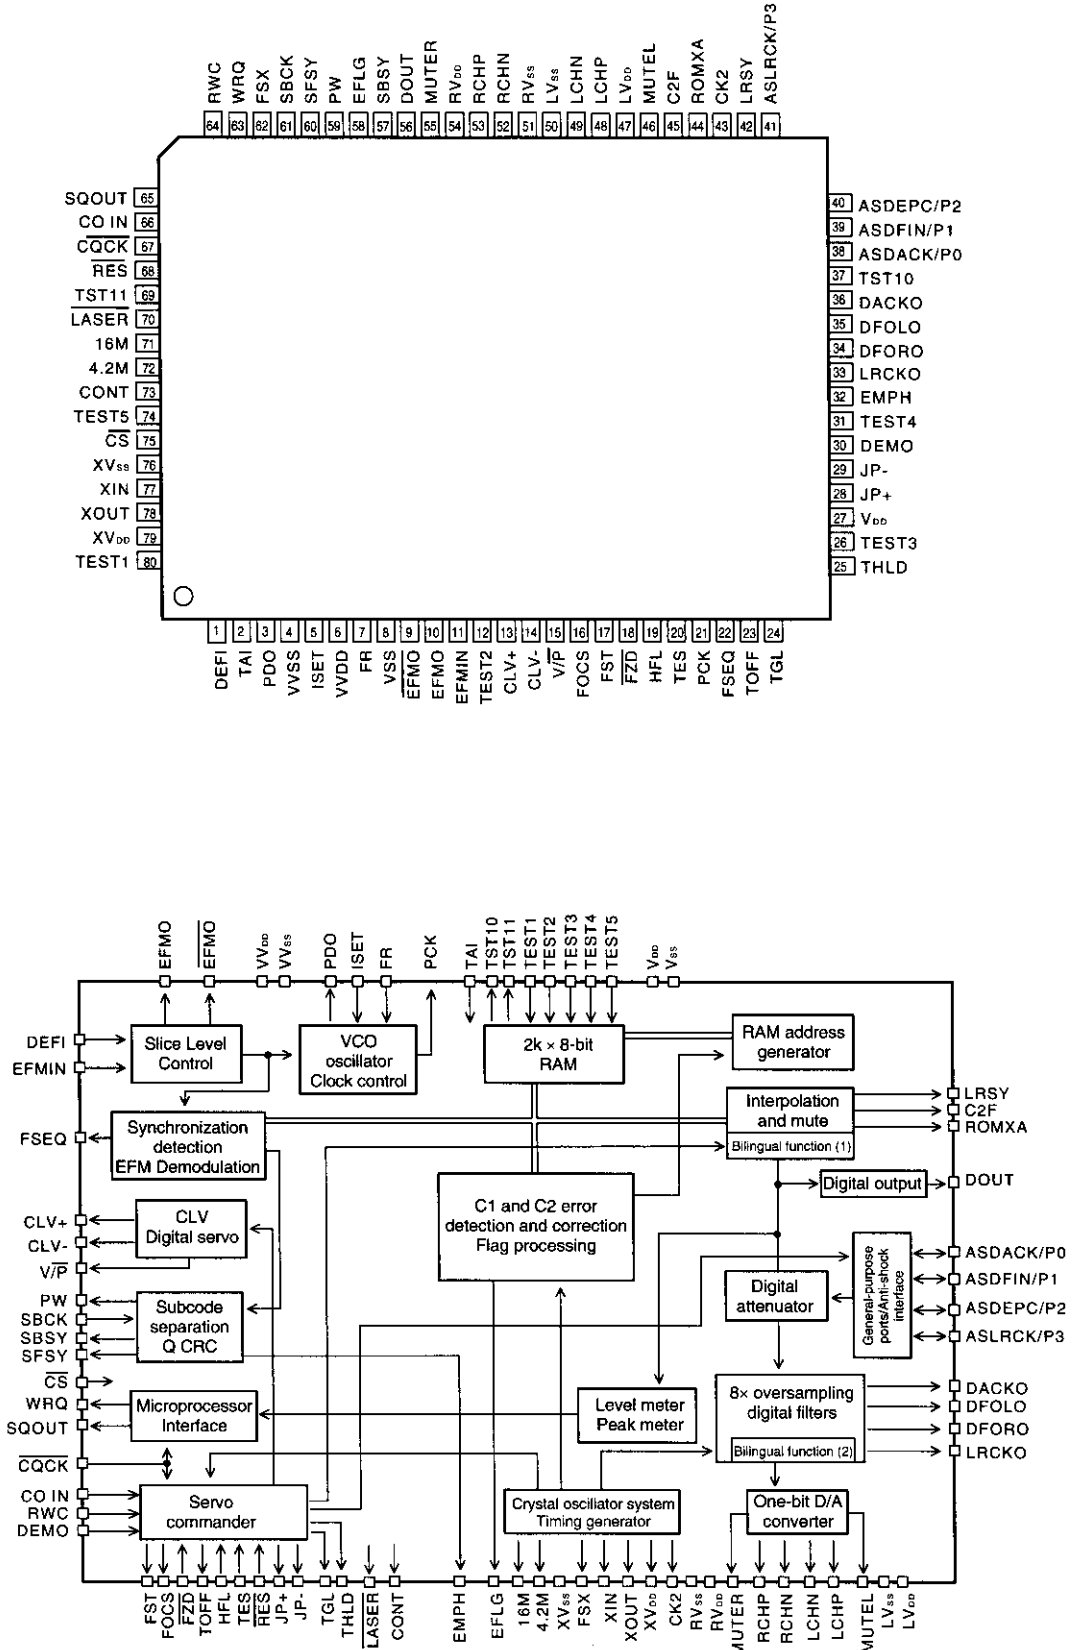 RWC WRQ FSX SBCK SFSY PW EFLG SBSY DOUT MUTER RVDD RCHP RCHN RVSS LVSS LCHN LCHP LVDD MUTEL C2F ROMXA CK2 LRSY ASLRCK/P3
64 63 62 61 60 59 58 57 56 55 54 53 52 51 50 49 48 47 46 45 44 43 42 41
SQOUT 65
CO IN 66
CQCK 67
RES 68
TST11 69
LASER 70
16M 71
4.2M 72
CONT 73
TEST5 74
CS 75
XVSS 76
XIN 77
XOUT 78
XVDD 79
TEST1 80
40 ASDEPC/P2
39 ASDFIN/P1
38 ASDACK/P0
37 TST10
36 DACKO
35 DFOLO
34 DFORO
33 LRCKO
32 EMPH
31 TEST4
30 DEMO
29 JP-
28 JP+
27 VDD
26 TEST3
25 THLD
1 2 3 4 5 6 7 8 9 10 11 12 13 14 15 16 17 18 19 20 21 22 23 24
DEFI TAI PDO VVSS ISET VVDD FR VSS EFMO EFMO EFMIN TEST2 CLV+ CLV- V/P FOCS FST FZD HFL TES PCK FSEQ TOFF TGL
EFMO EFMO VVDD VVSS PDO ISET FR PCK TAI TST10 TST11 TEST1 TEST2 TEST3 TEST4 TEST5 VDD VSS
DEFI
EFMIN
FSEQ
CLV+
CLV-
V/P
PW
SBCK
SBSY
SFSY
CS
WRQ
SQOUT
CQCK
CO IN
RWC
DEMO
Slice Level
Control
VCO
oscillator
Clock control
2k × 8-bit
RAM
RAM address
generator
Synchronization
detection
EFM Demodulation
Interpolation
and mute
Bilingual function (1)
C1 and C2 error
detection and correction
Flag processing
Digital output
CLV
Digital servo
Digital
attenuator
General-purpose
ports/Anti-shock
interface
Subcode
separation
Q CRC
Microprocessor
Interface
Level meter
Peak meter
8× oversampling
digital filters
Bilingual function (2)
Servo
commander
Crystal oscillator system
Timing generator
One-bit D/A
converter
LRSY
C2F
ROMXA
DOUT
ASDACK/P0
ASDFIN/P1
ASDEPC/P2
ASLRCK/P3
DACKO
DFOLO
DFORO
LRCKO
FST FOCS FZD TOFF HFL TES RES JP+ JP- TGL THLD LASER CONT EMPH EFLG 16M 4.2M XVSS FSX XIN XOUT XVDD CK2 RVSS RVDD MUTER RCHP RCHN LCHN LCHP MUTEL LVSS LVDD